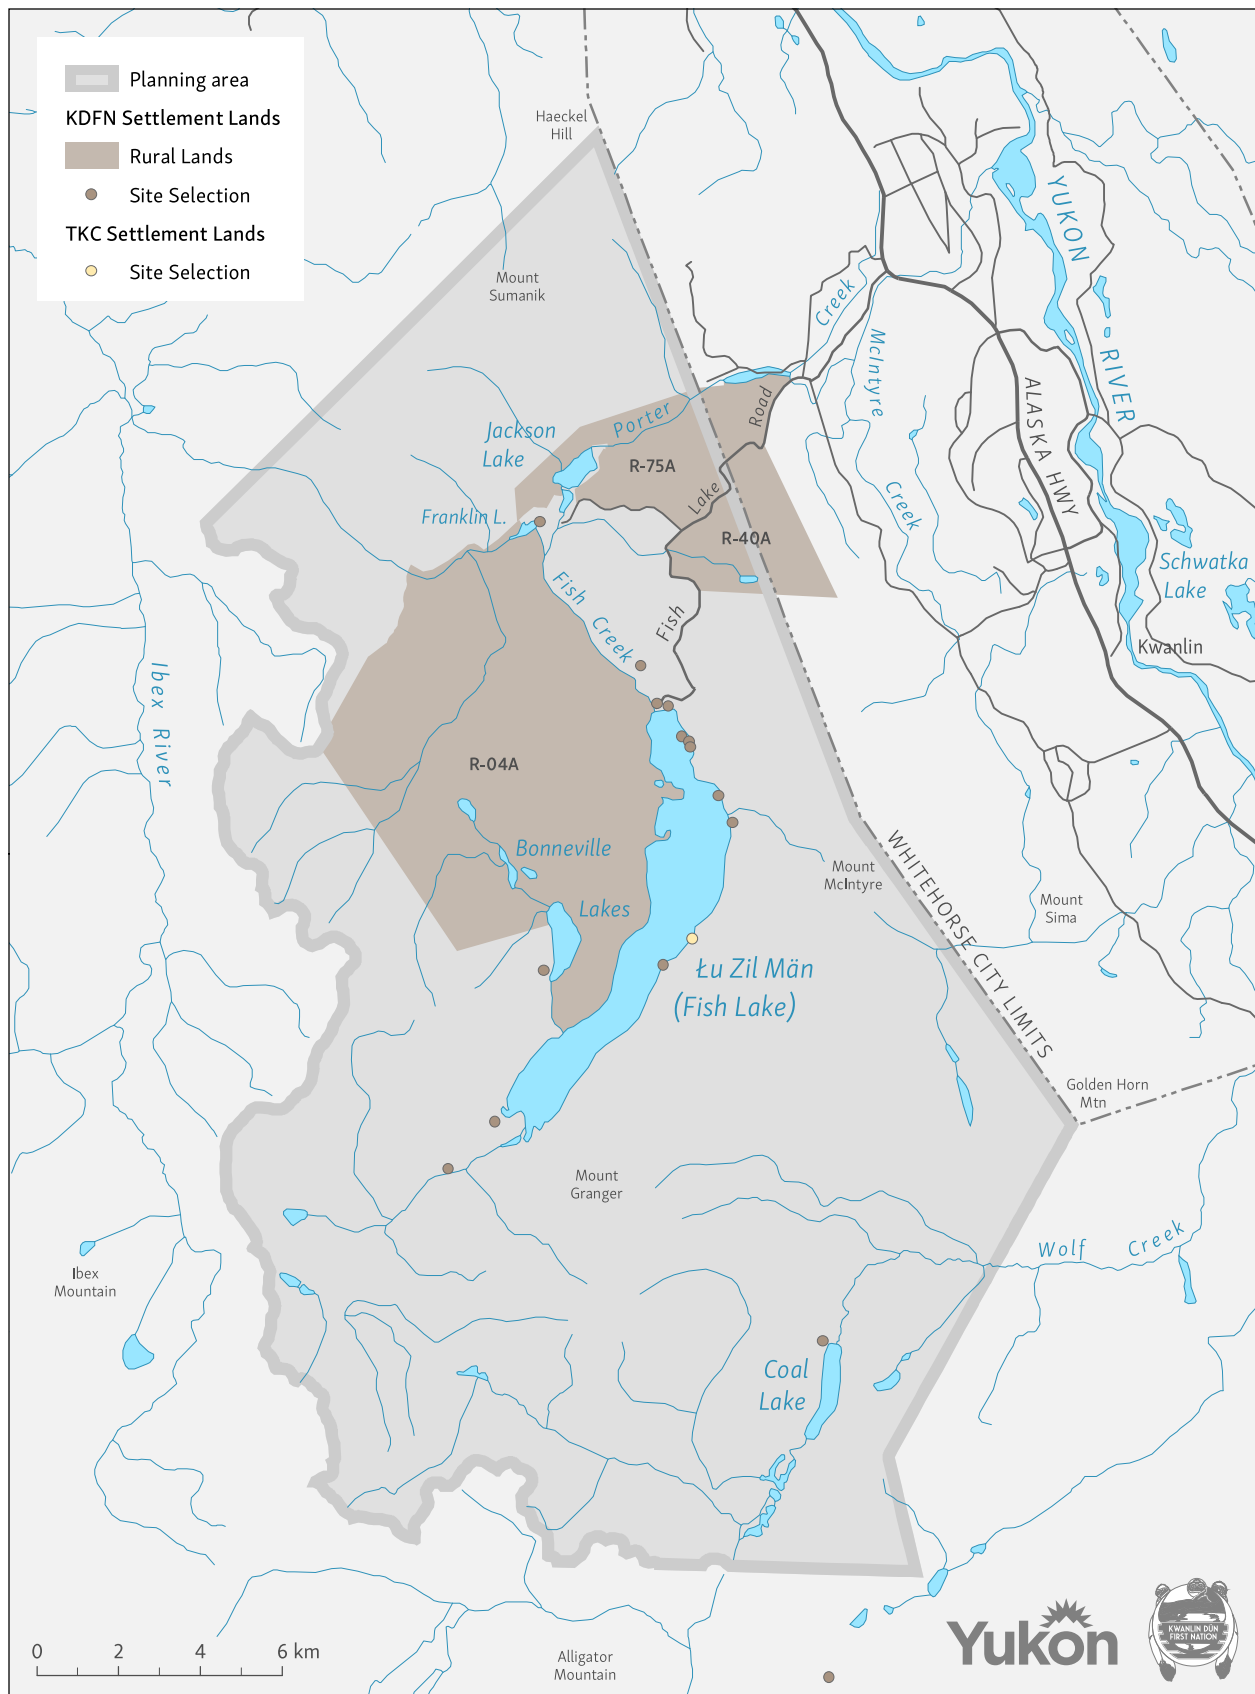 Planning area
KDFN Settlement Lands
Rural Lands
Site Selection
TKC Settlement Lands
Site Selection
Haeckel
Hill
Mount
Sumanik
YUKON
RIVER
Creek
McIntyre
Creek
ALASKA HWY
Road
Lake
Fish
Porter
Jackson
Lake
R-75A
Franklin L.
R-40A
Schwatka
Lake
Kwanlin
Fish
Creek
Ibex River
R-04A
Bonneville
Lakes
Mount
McIntyre
WHITEHORSE CITY LIMITS
Mount
Sima
Łu Zil Män
(Fish Lake)
Golden Horn
Mtn
Mount
Granger
Wolf Creek
Ibex
Mountain
Coal
Lake
Alligator
Mountain
0 2 4 6 km
Yukon
KWANLIN DÜN
FIRST NATION